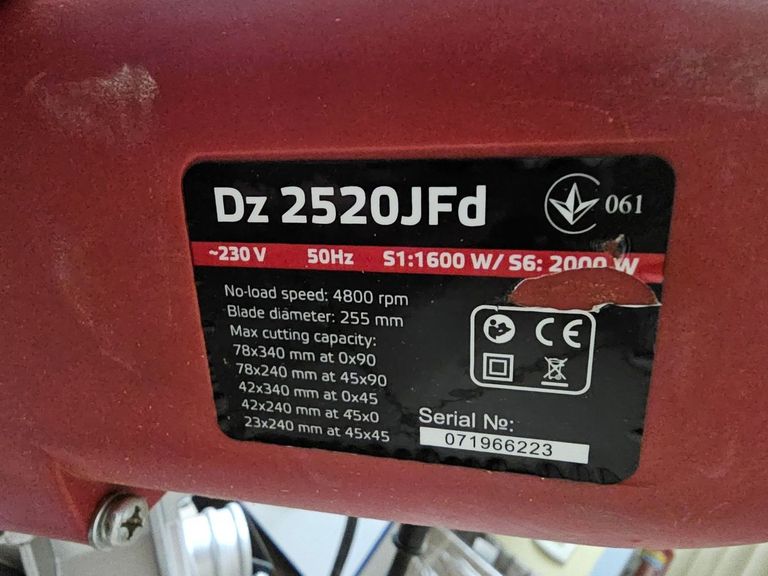 Dz 2520JFd
061
~230 V 50Hz S1:1600 W/ S6: 2000 W
No-load speed: 4800 rpm
Blade diameter: 255 mm
Max cutting capacity:
78x340 mm at 0x90
78x240 mm at 45x90
42x340 mm at 0x45
42x240 mm at 45x0
23x240 mm at 45x45
CE
Serial №:
071966223